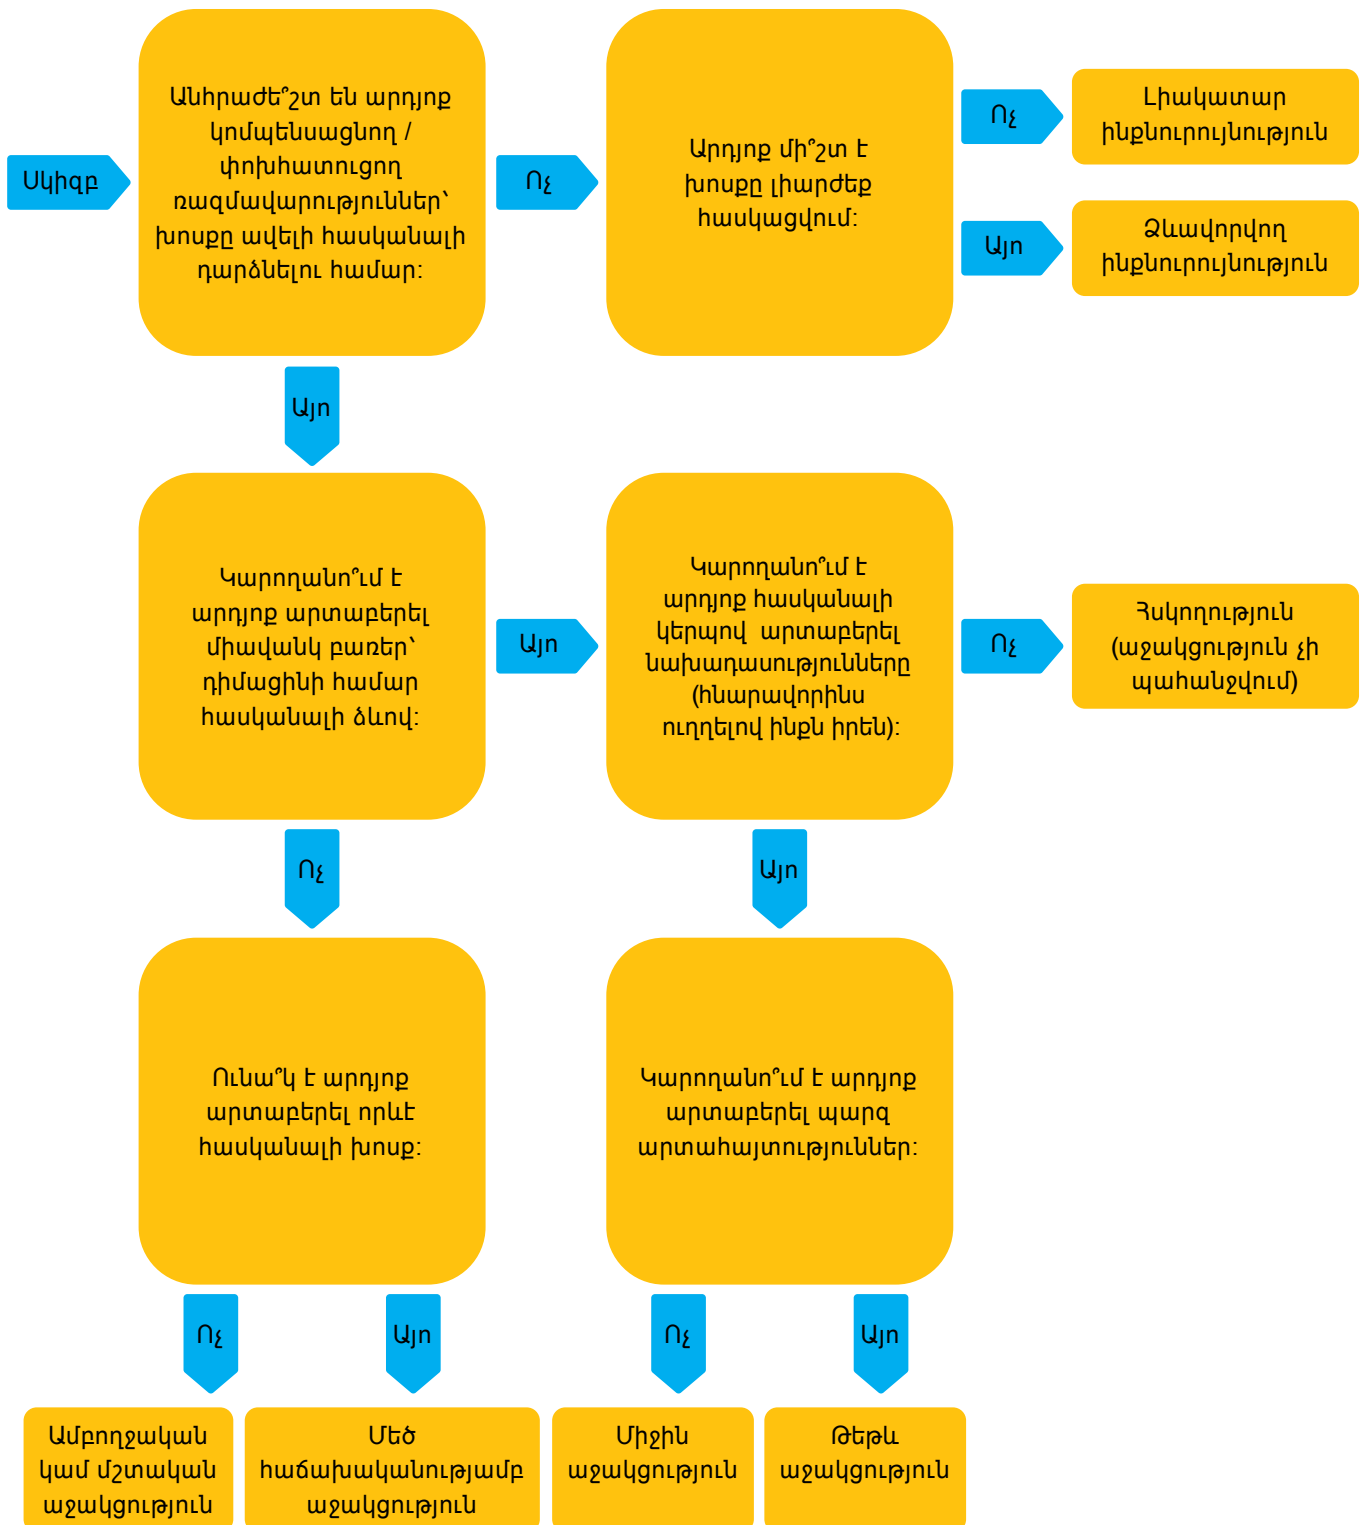 Սկիզբ
Անհրաժե՞շտ են արդյոք
կոմպենսացնող /
փոխհատուցող
ռազմավարություններ՝
խոսքը ավելի հասկանալի
դարձնելու համար:
Ոչ
Արդյոք մի՞շտ է
խոսքը լիարժեք
հասկացվում:
Ոչ
Լիակատար
ինքնուրույնություն
Այո
Ձևավորվող
ինքնուրույնություն
Այո
Կարողանո՞ւմ է
արդյոք արտաբերել
միավանկ բառեր՝
դիմացինի համար
հասկանալի ձևով:
Այո
Կարողանո՞ւմ է
արդյոք հասկանալի
կերպով արտաբերել
նախադասությունները
(հնարավորինս
ուղղելով ինքն իրեն):
Ոչ
Հսկողություն
(աջակցություն չի
պահանջվում)
Ոչ
Այո
Ունա՞կ է արդյոք
արտաբերել որևէ
հասկանալի խոսք:
Կարողանո՞ւմ է արդյոք
արտաբերել պարզ
արտահայտություններ:
Ոչ
Այո
Ոչ
Այո
Ամբողջական
կամ մշտական
աջակցություն
Մեծ
հաճախականությամբ
աջակցություն
Միջին
աջակցություն
Թեթև
աջակցություն